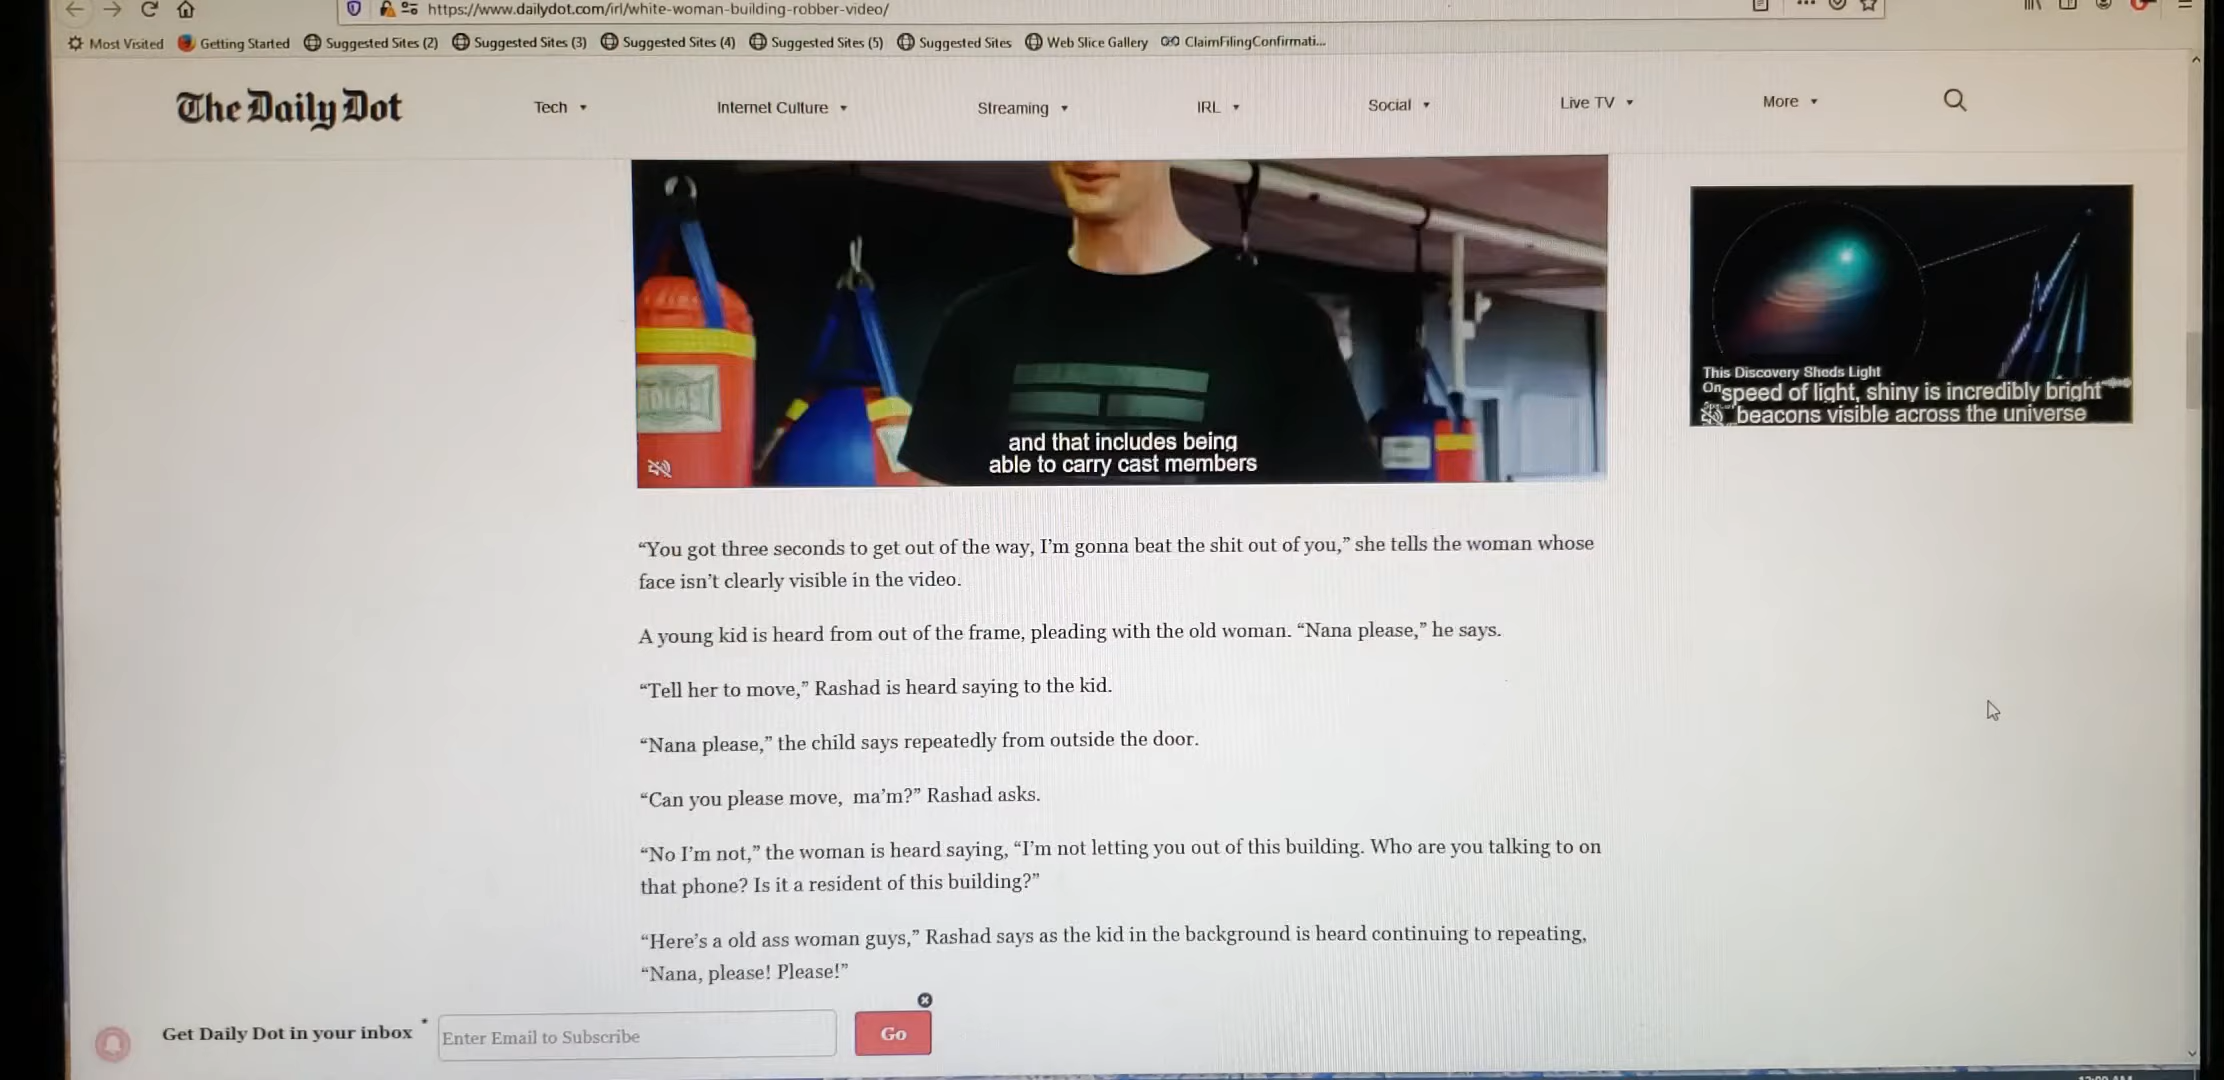 https://www.dailydot.com/irl/white-woman-building-robber-video/
Most Visited Getting Started Suggested Sites (2) Suggested Sites (3) Suggested Sites (4) Suggested Sites (5) Suggested Sites Web Slice Gallery ClaimFilingConfirmati...
The Daily Dot Tech Internet Culture Streaming IRL Social Live TV More
This Discovery Sheds Light
On
speed of light, shiny is incredibly bright
beacons visible across the universe
and that includes being
able to carry cast members
“You got three seconds to get out of the way, I’m gonna beat the shit out of you,” she tells the woman whose
face isn’t clearly visible in the video.
A young kid is heard from out of the frame, pleading with the old woman. “Nana please,” he says.
“Tell her to move,” Rashad is heard saying to the kid.
“Nana please,” the child says repeatedly from outside the door.
“Can you please move, ma’m?” Rashad asks.
“No I’m not,” the woman is heard saying, “I’m not letting you out of this building. Who are you talking to on
that phone? Is it a resident of this building?”
“Here’s a old ass woman guys,” Rashad says as the kid in the background is heard continuing to repeating,
“Nana, please! Please!”
Get Daily Dot in your inbox * Enter Email to Subscribe Go